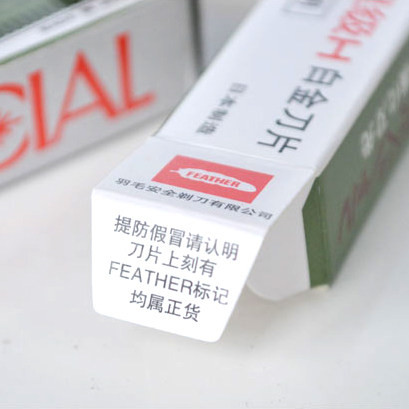 CIAL
白金刀片
日本制造
FEATHER
羽毛安全剃刀有限公司
提防假冒请认明
刀片上刻有
FEATHER标记
均属正货